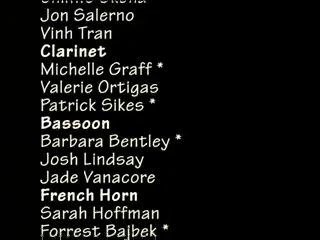 Jon Salerno
Vinh Tran
Clarinet
Michelle Graff *
Valerie Ortigas
Patrick Sikes *
Bassoon
Barbara Bentley *
Josh Lindsay
Jade Vanacore
French Horn
Sarah Hoffman
Forrest Bajbek *